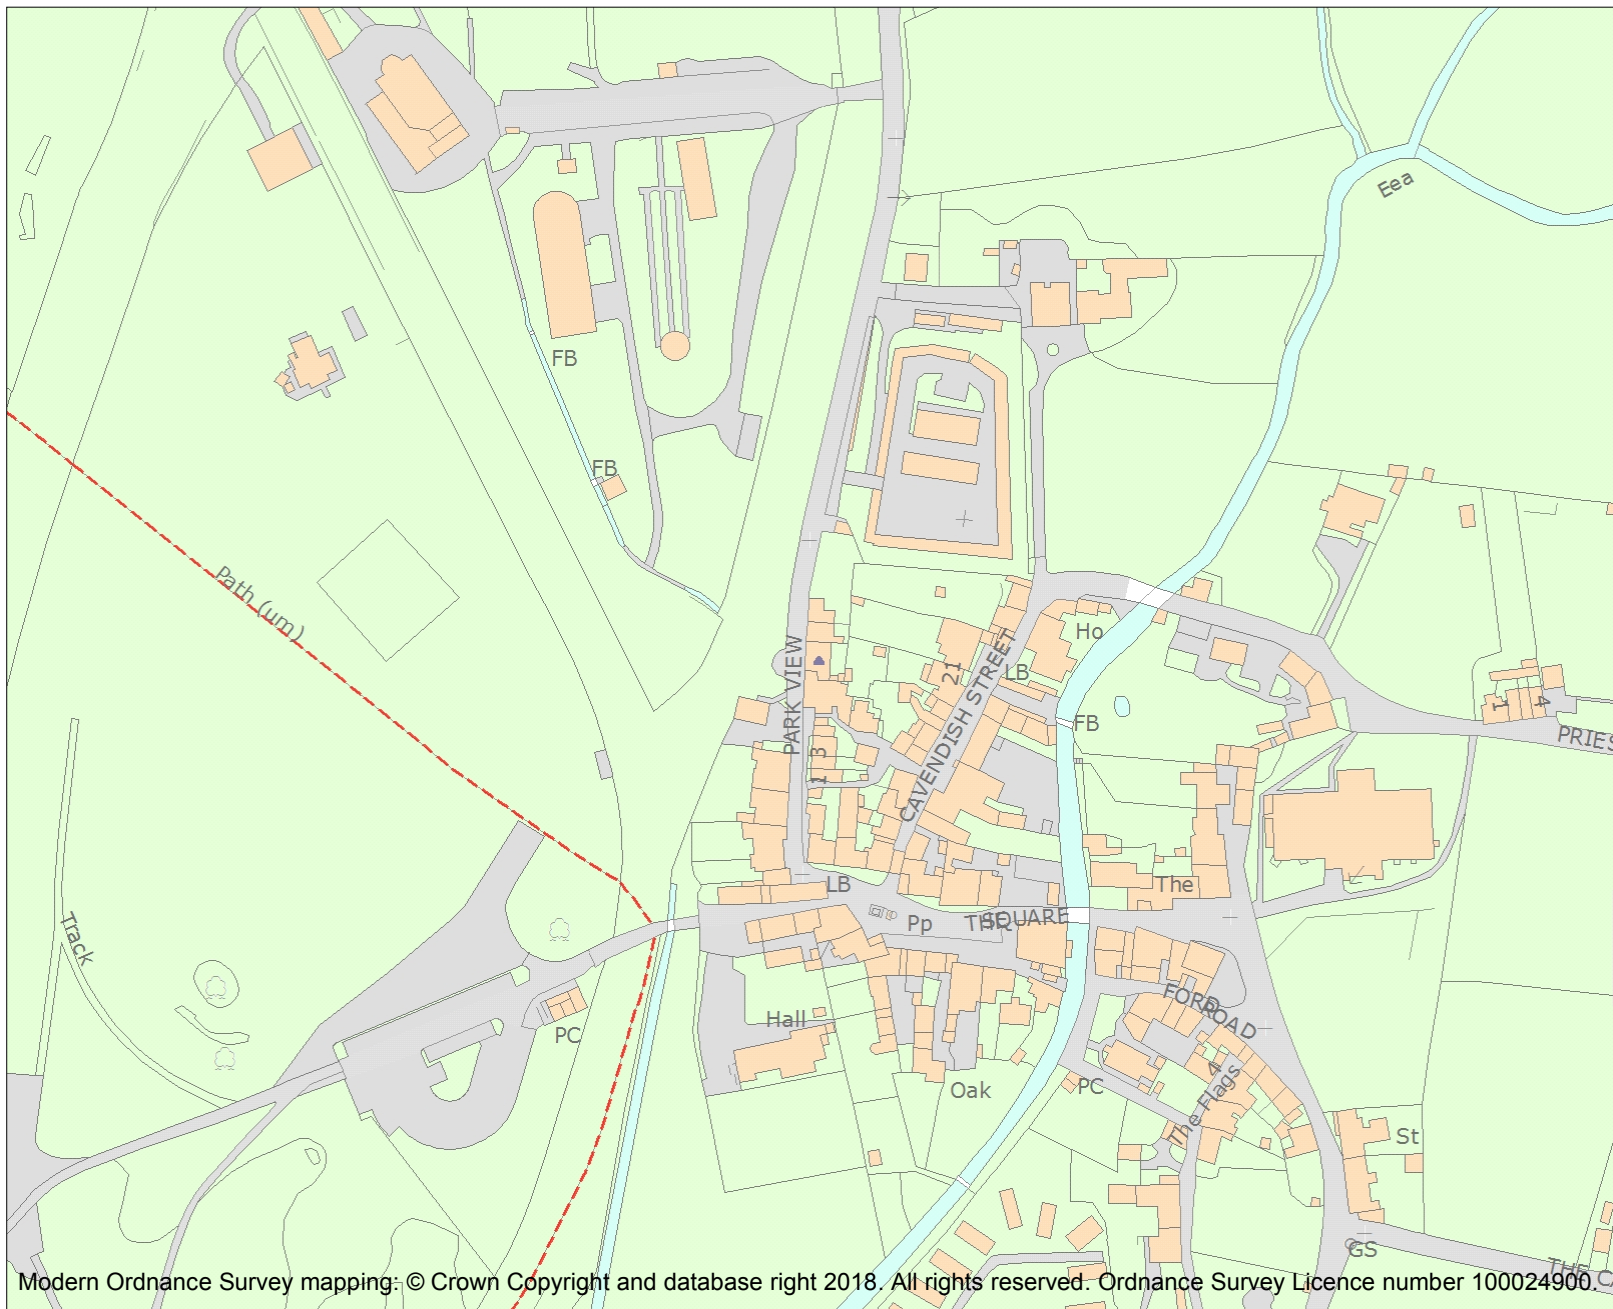 Eea
FB
FB
Path (um)
Ho
LB
21
PARK VIEW
CAVENDISH STREET
FB
3
1
1
4
PRIES
LB
The
Pp
THE
SQUARE
Track
FORD
ROAD
Hall
PC
Oak
PC
4
The Flags
St
GS
THE C
Modern Ordnance Survey mapping: © Crown Copyright and database right 2018. All rights reserved. Ordnance Survey Licence number 100024900.